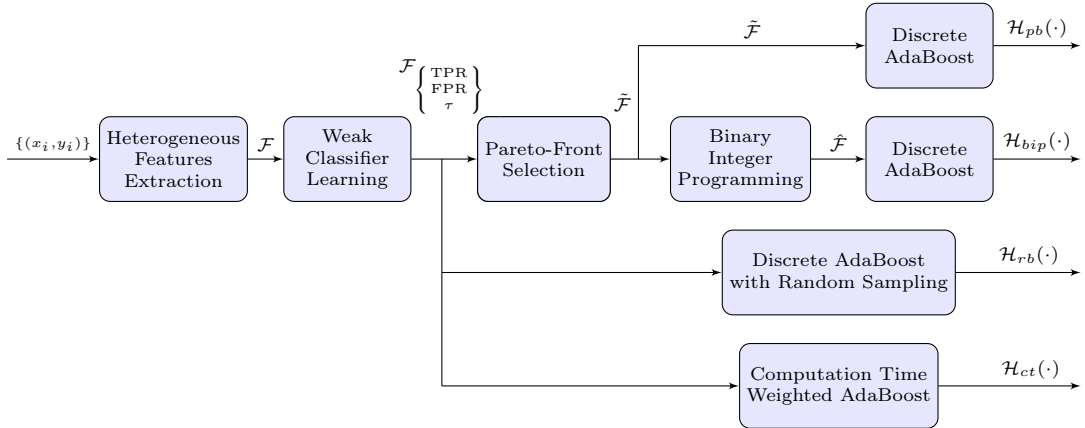 {(x_i, y_i)}
Heterogeneous
Features
Extraction
ℱ
Weak
Classifier
Learning
ℱ
TPR
FPR
τ
Pareto-Front
Selection
ℱ̃
ℱ̃
Discrete
AdaBoost
ℋ_pb(·)
Binary
Integer
Programming
ℱ̂
Discrete
AdaBoost
ℋ_bip(·)
Discrete AdaBoost
with Random Sampling
ℋ_rb(·)
Computation Time
Weighted AdaBoost
ℋ_ct(·)